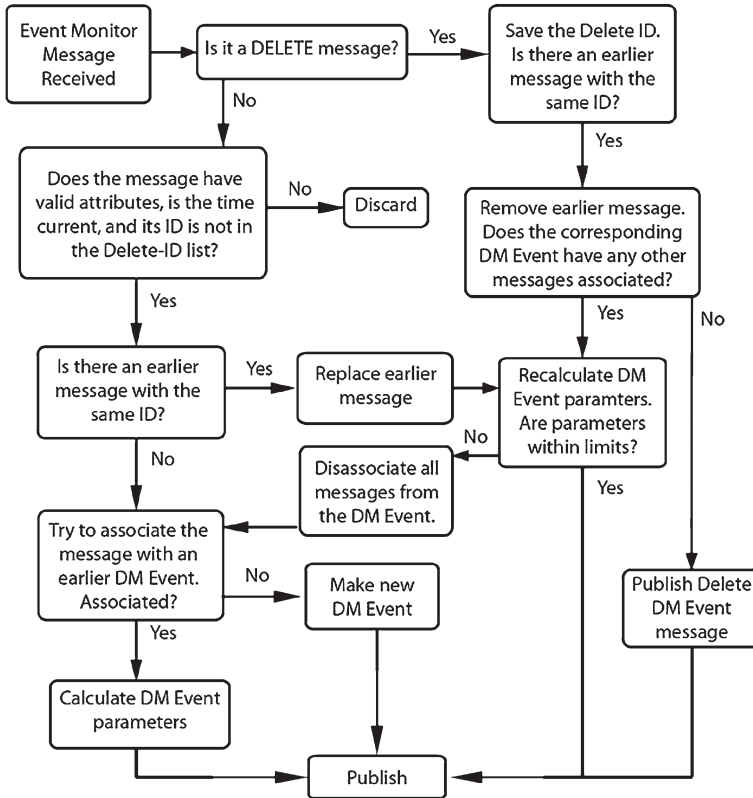 Event Monitor
Message
Received
Is it a DELETE message?
Yes
Save the Delete ID.
Is there an earlier
message with the
same ID?
No
Yes
Does the message have
valid attributes, is the time
current, and its ID is not in
the Delete-ID list?
No
Discard
Remove earlier message.
Does the corresponding
DM Event have any other
messages associated?
Yes
Yes
No
Is there an earlier
message with the
same ID?
Yes
Replace earlier
message
Recalculate DM
Event paramters.
Are parameters
within limits?
No
No
Yes
Disassociate all
messages from
the DM Event.
Try to associate the
message with an
earlier DM Event.
Associated?
No
Make new
DM Event
Publish Delete
DM Event
message
Yes
Calculate DM Event
parameters
Publish